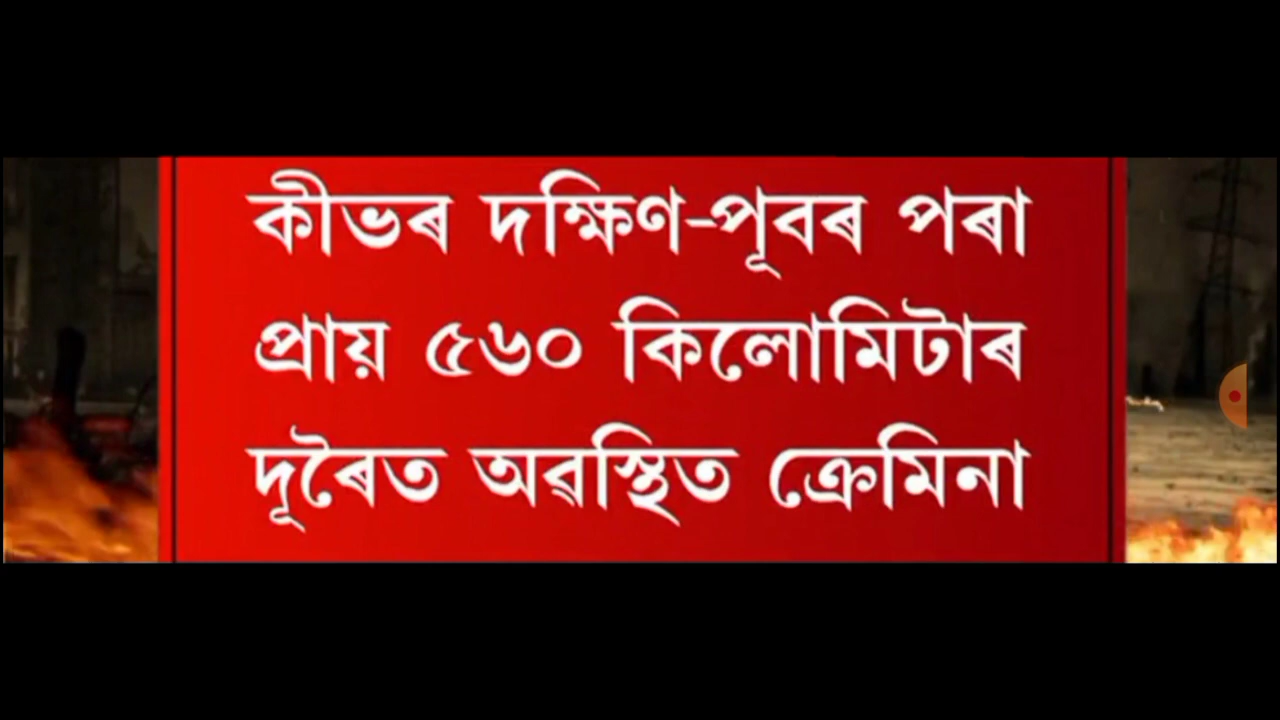 কীভৰ দক্ষিণ-পূবৰ পৰা
প্ৰায় ৫৬০ কিলোমিটাৰ
দূৰৈত অৱস্থিত ক্ৰেমিনা